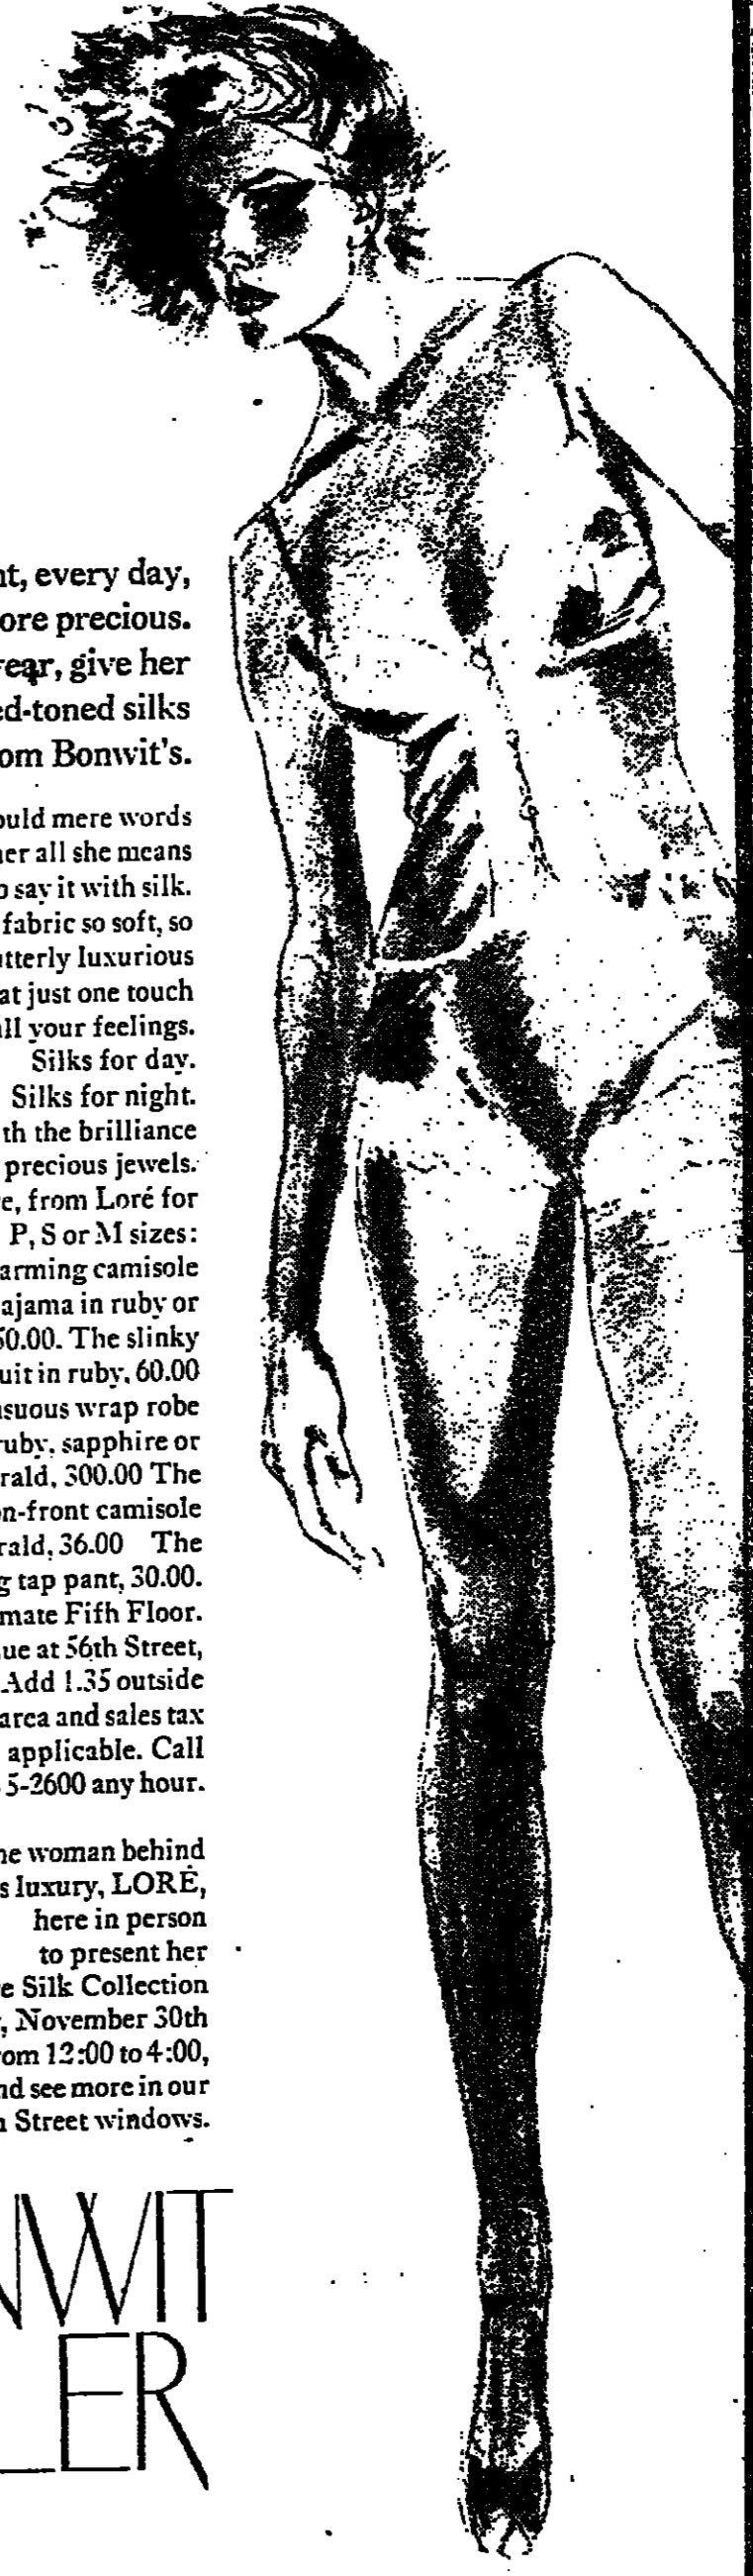 nt, every day,
ore precious.
year, give her
ed-toned silks
om Bonwit's.
ould mere words
her all she means
o say it with silk.
fabric so soft, so
utterly luxurious
at just one touch
all your feelings.
Silks for day.
Silks for night.
th the brilliance
precious jewels.
e, from Loré for
P, S or M sizes:
arming camisole
ajama in ruby or
50.00. The slinky
uit in ruby, 60.00
nsuous wrap robe
ruby, sapphire or
rald, 300.00 The
on-front camisole
rald, 36.00 The
g tap pant, 30.00.
mate Fifh Floor.
ue at 56th Street,
Add 1.35 outside
area and sales tax
applicable. Call
5-2600 any hour.
he woman behind
s luxury, LORÉ,
here in person
to present her
e Silk Collection
, November 30th
rom 12:00 to 4:00,
nd see more in our
h Street windows.
NWIT
LER